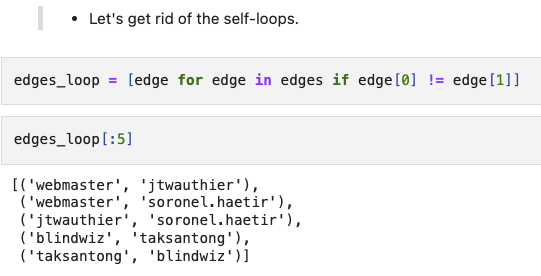 • Let's get rid of the self-loops.
edges_loop = [edge for edge in edges if edge[0] != edge[1]]
edges_loop[:5]
[('webmaster', 'jtwauthier'),
 ('webmaster', 'soronel.haetir'),
 ('jtwauthier', 'soronel.haetir'),
 ('blindwiz', 'taksantong'),
 ('taksantong', 'blindwiz')]